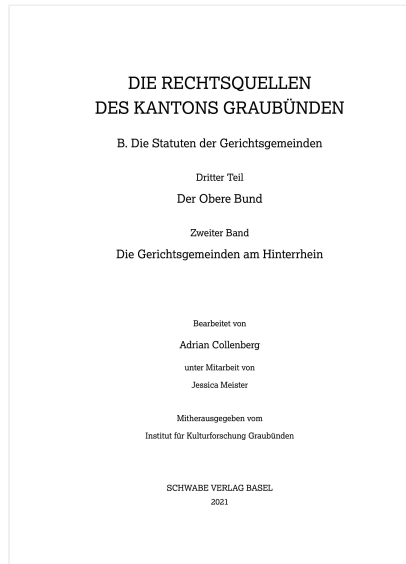 DIE RECHTSQUELLEN
DES KANTONS GRAUBÜNDEN
B. Die Statuten der Gerichtsgemeinden
Dritter Teil
Der Obere Bund
Zweiter Band
Die Gerichtsgemeinden am Hinterrhein
Bearbeitet von
Adrian Collenberg
unter Mitarbeit von
Jessica Meister
Mitherausgegeben vom
Institut für Kulturforschung Graubünden
SCHWABE VERLAG BASEL
2021